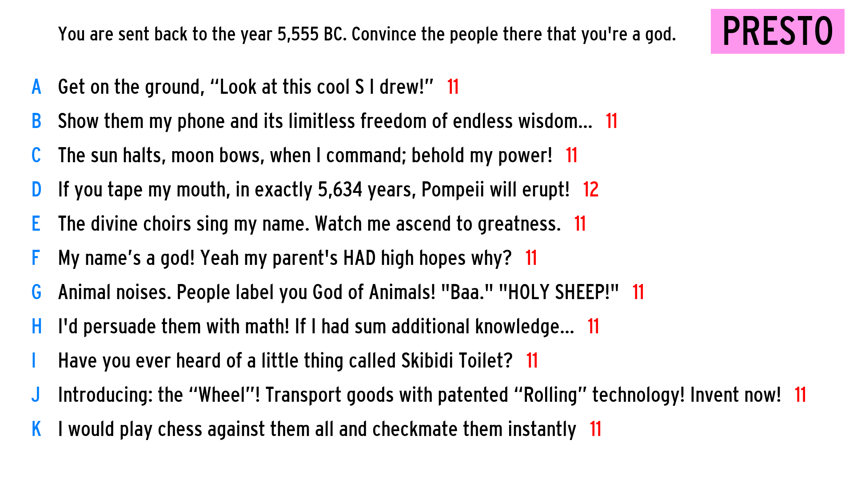 You are sent back to the year 5,555 BC. Convince the people there that you're a god.
PRESTO
A Get on the ground, “Look at this cool S I drew!” 11
B Show them my phone and its limitless freedom of endless wisdom... 11
C The sun halts, moon bows, when I command; behold my power! 11
D If you tape my mouth, in exactly 5,634 years, Pompeii will erupt! 12
E The divine choirs sing my name. Watch me ascend to greatness. 11
F My name’s a god! Yeah my parent's HAD high hopes why? 11
G Animal noises. People label you God of Animals! "Baa." "HOLY SHEEP!" 11
H I'd persuade them with math! If I had sum additional knowledge... 11
I Have you ever heard of a little thing called Skibidi Toilet? 11
J Introducing: the “Wheel”! Transport goods with patented “Rolling” technology! Invent now! 11
K I would play chess against them all and checkmate them instantly 11